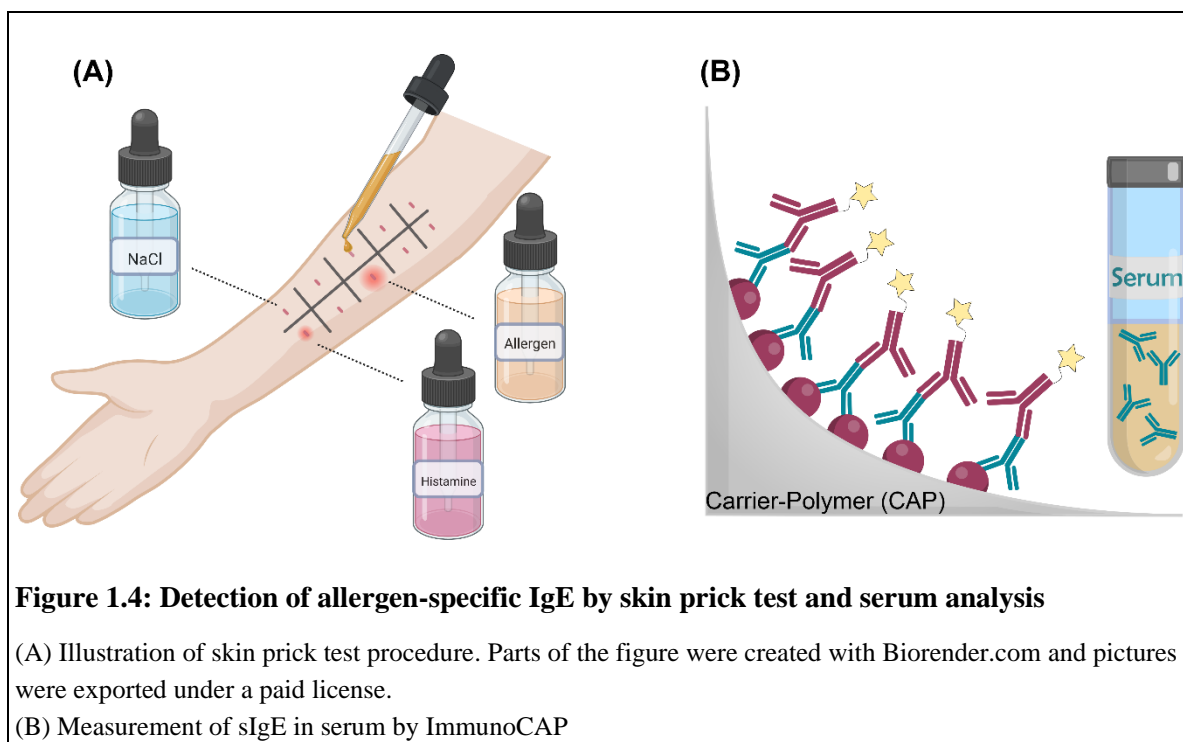 (A)
(B)
NaCl
Allergen
Histamine
Serum
Carrier-Polymer (CAP)
Figure 1.4: Detection of allergen-specific IgE by skin prick test and serum analysis
(A) Illustration of skin prick test procedure. Parts of the figure were created with Biorender.com and pictures
were exported under a paid license.
(B) Measurement of sIgE in serum by ImmunoCAP